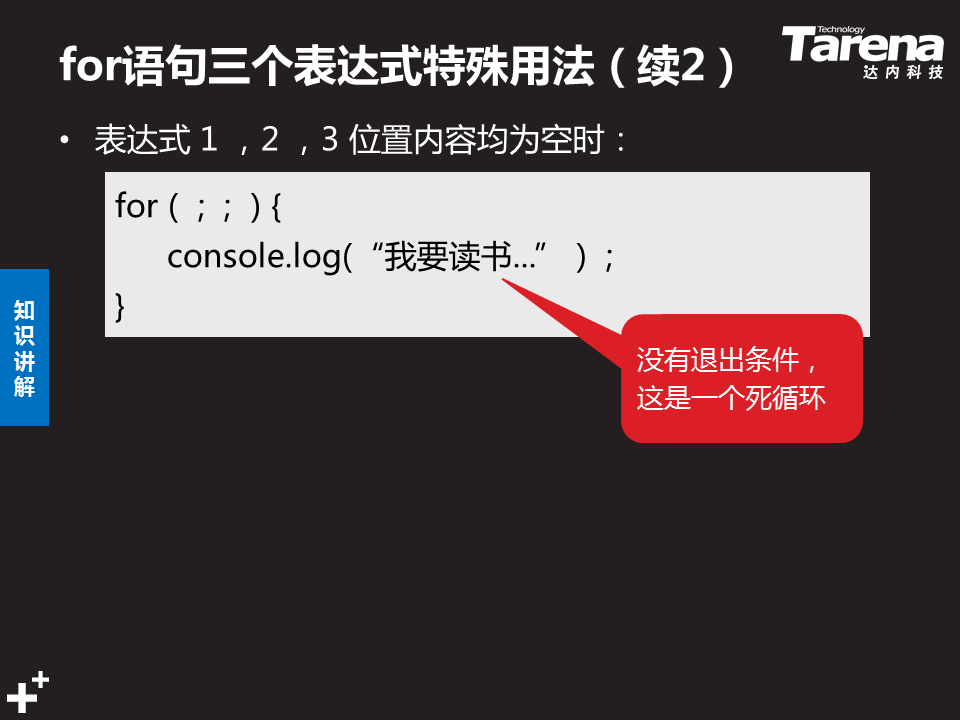 for语句三个表达式特殊用法（续2）
Technology
Tarena
达内科技
• 表达式 1 ，2 ，3 位置内容均为空时：
for ( ；; ) {
console.log( “我要读书…” ) ；
}
没有退出条件，
这是一个死循环
知识讲解